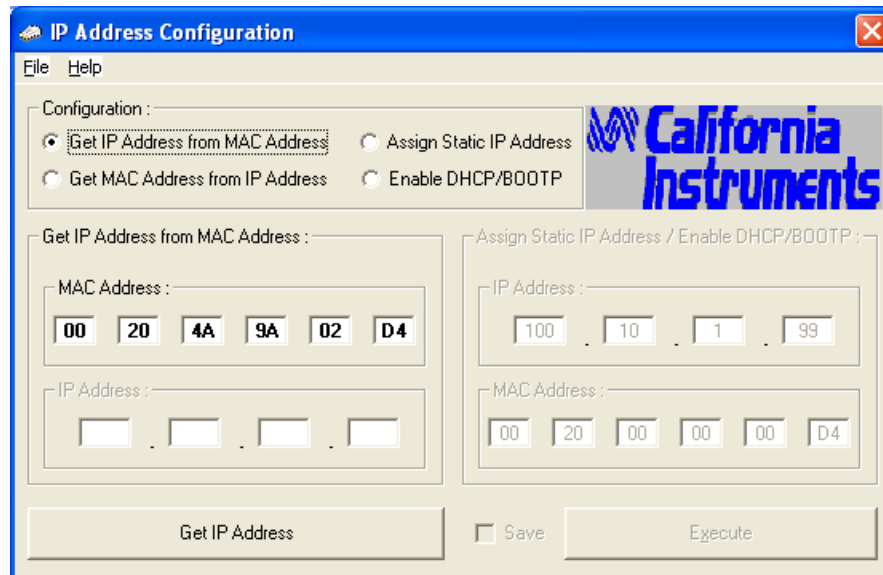 IP Address Configuration
File Help
Configuration :
Get IP Address from MAC Address
Assign Static IP Address
Get MAC Address from IP Address
Enable DHCP/BOOTP
California
Instruments
Get IP Address from MAC Address :
MAC Address :
00 20 4A 9A 02 D4
IP Address :
. . .
Get IP Address
Assign Static IP Address / Enable DHCP/BOOTP :
IP Address :
100 . 10 . 1 . 99
MAC Address :
00 20 00 00 00 D4
Save
Execute